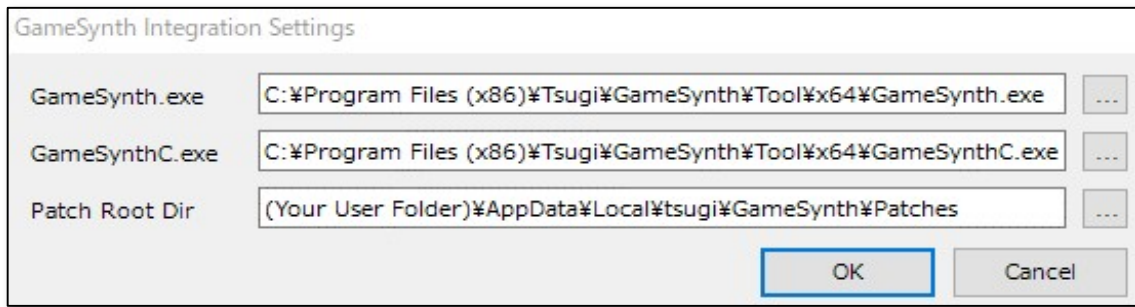 GameSynth Integration Settings
GameSynth.exe C:¥Program Files (x86)¥Tsugi¥GameSynth¥Tool¥x64¥GameSynth.exe ...
GameSynthC.exe C:¥Program Files (x86)¥Tsugi¥GameSynth¥Tool¥x64¥GameSynthC.exe ...
Patch Root Dir (Your User Folder)¥AppData¥Local¥tsugi¥GameSynth¥Patches ...
OK Cancel